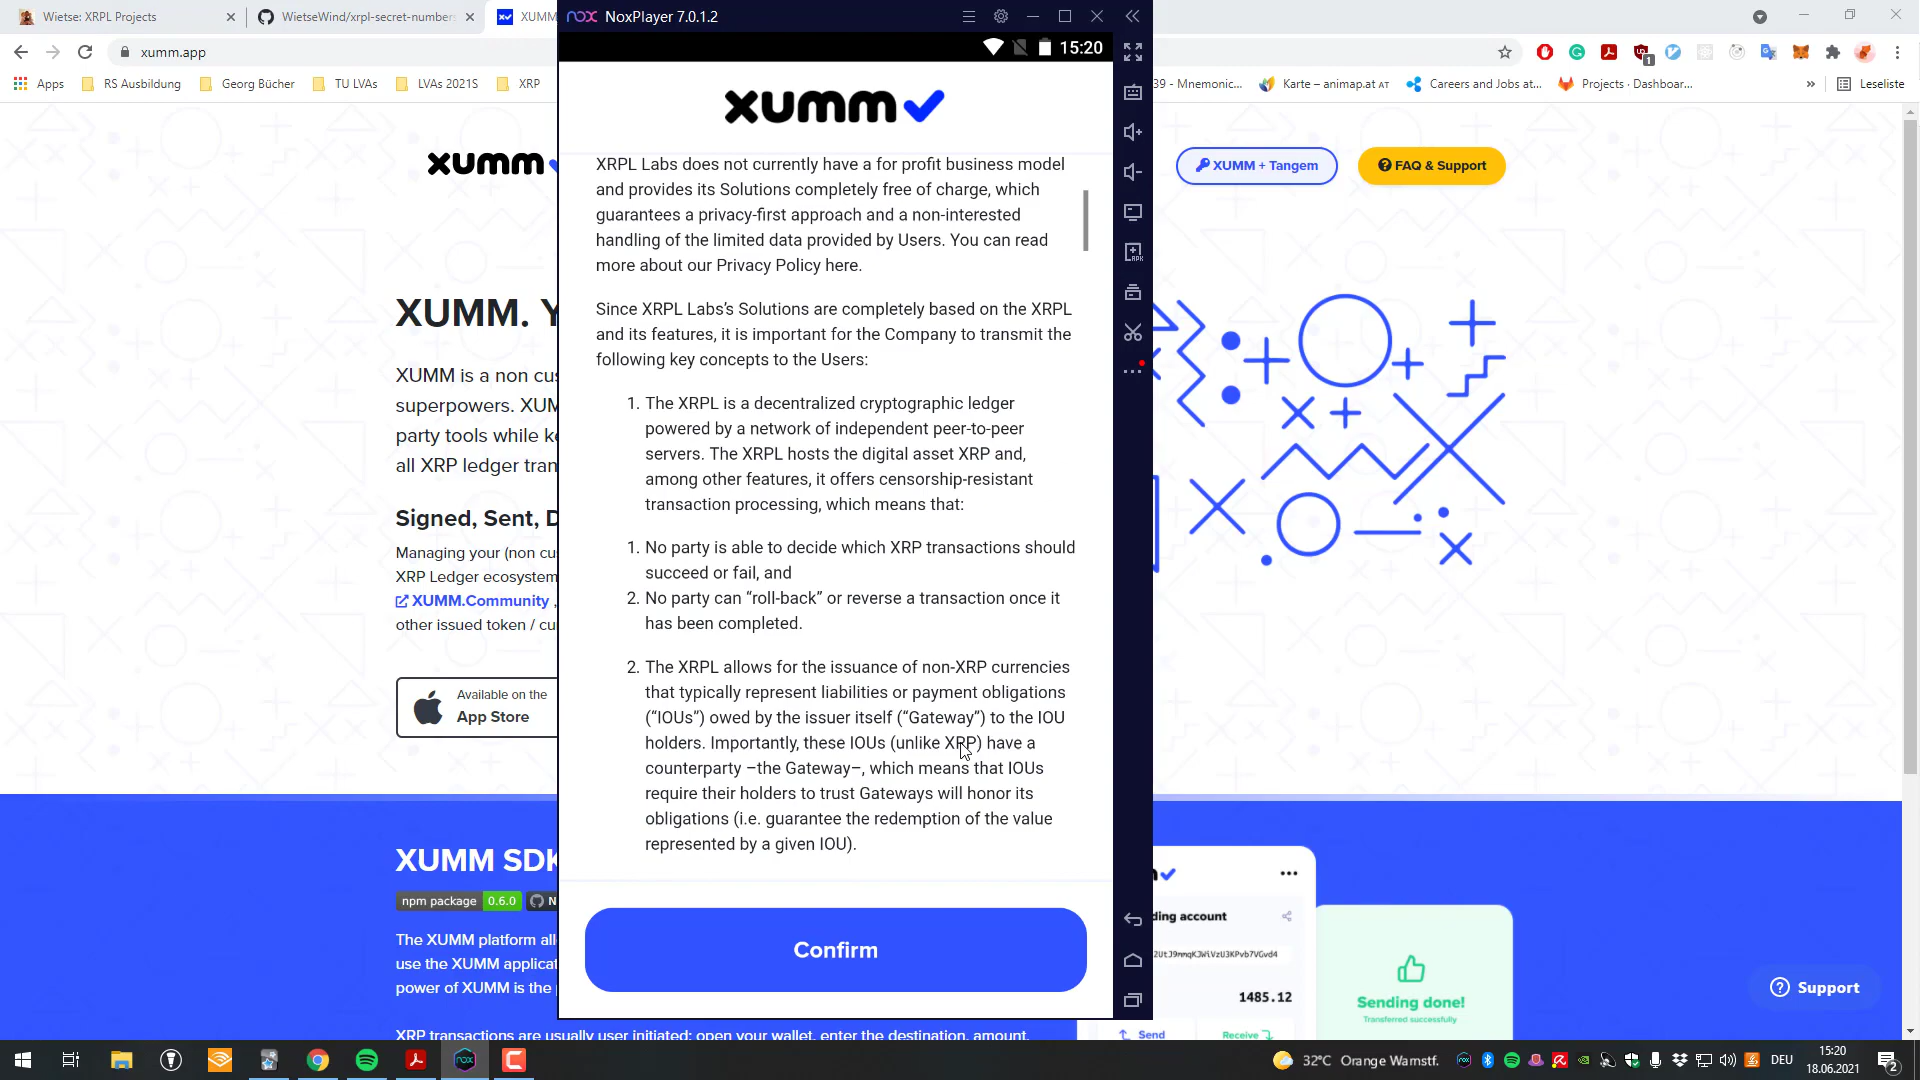 Wietse: XRPL Projects
WietseWind/xrpl-secret-number
XUMM
NoxPlayer 7.0.1.2
xumm.app
15:20
Apps
RS Ausbildung
Georg Bücher
TU LVAs
LVAs 2021S
XRP
39 - Mnemonic...
Karte – animap.at AT
Careers and Jobs at...
Projects · Dashboar...
Leseliste
xumm
xumm
XUMM + Tangem
FAQ & Support
XRPL Labs does not currently have a for profit business model
and provides its Solutions completely free of charge, which
guarantees a privacy-first approach and a non-interested
handling of the limited data provided by Users. You can read
more about our Privacy Policy here.
Since XRPL Labs’s Solutions are completely based on the XRPL
and its features, it is important for the Company to transmit the
following key concepts to the Users:
1. The XRPL is a decentralized cryptographic ledger
powered by a network of independent peer-to-peer
servers. The XRPL hosts the digital asset XRP and,
among other features, it offers censorship-resistant
transaction processing, which means that:
1. No party is able to decide which XRP transactions should
succeed or fail, and
2. No party can “roll-back” or reverse a transaction once it
has been completed.
2. The XRPL allows for the issuance of non-XRP currencies
that typically represent liabilities or payment obligations
(“IOUs”) owed by the issuer itself (“Gateway”) to the IOU
holders. Importantly, these IOUs (unlike XRP) have a
counterparty –the Gateway–, which means that IOUs
require their holders to trust Gateways will honor its
obligations (i.e. guarantee the redemption of the value
represented by a given IOU).
Confirm
XUMM. Y
XUMM is a non cus
superpowers. XUM
party tools while ke
all XRP ledger tran
Signed, Sent, D
Managing your (non cus
XRP Ledger ecosystem
XUMM.Community ,
other issued token / cu
Available on the
App Store
XUMM SDK
npm package 0.6.0
The XUMM platform all
use the XUMM applicat
power of XUMM is the
XRP transactions are usually user initiated: open your wallet, enter the destination, amount,
ding account
2UtJ9nmqKJWiVzU3KPvb7VGvd4
1485.12
Send
Receive
Sending done!
Transferred successfully
Support
32°C Orange Warnstf.
DEU
15:20
18.06.2021
2